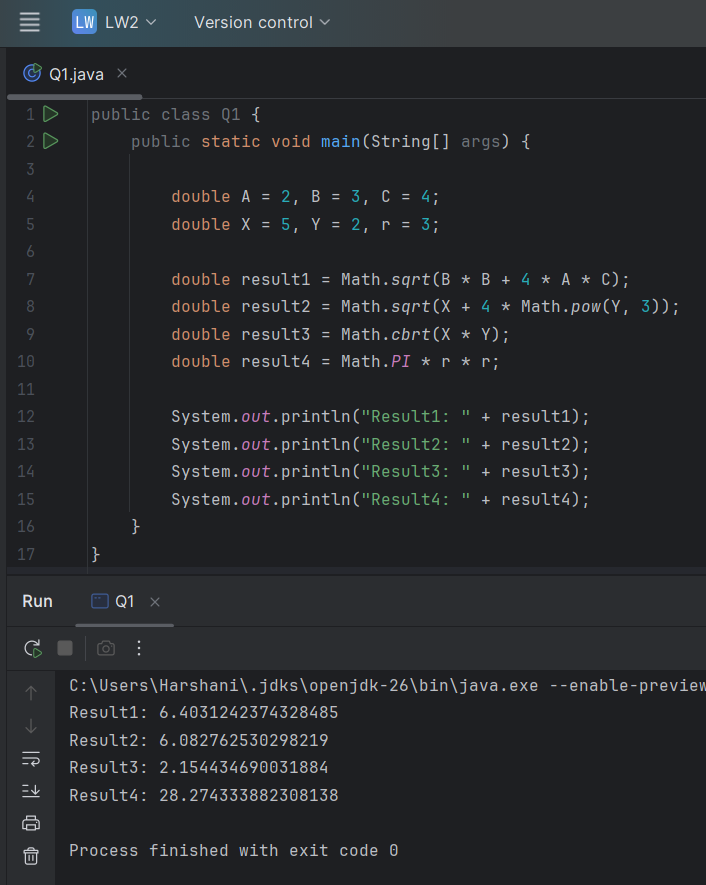 LW LW2 Version control
Q1.java
1 public class Q1 {
2 public static void main(String[] args) {
3
4 double A = 2, B = 3, C = 4;
5 double X = 5, Y = 2, r = 3;
6
7 double result1 = Math.sqrt(B * B + 4 * A * C);
8 double result2 = Math.sqrt(X + 4 * Math.pow(Y, 3));
9 double result3 = Math.cbrt(X * Y);
10 double result4 = Math.PI * r * r;
11
12 System.out.println("Result1: " + result1);
13 System.out.println("Result2: " + result2);
14 System.out.println("Result3: " + result3);
15 System.out.println("Result4: " + result4);
16 }
17 }
Run Q1
C:\Users\Harshani\.jdks\openjdk-26\bin\java.exe --enable-preview
Result1: 6.4031242374328485
Result2: 6.082762530298219
Result3: 2.154434690031884
Result4: 28.274333882308138
Process finished with exit code 0